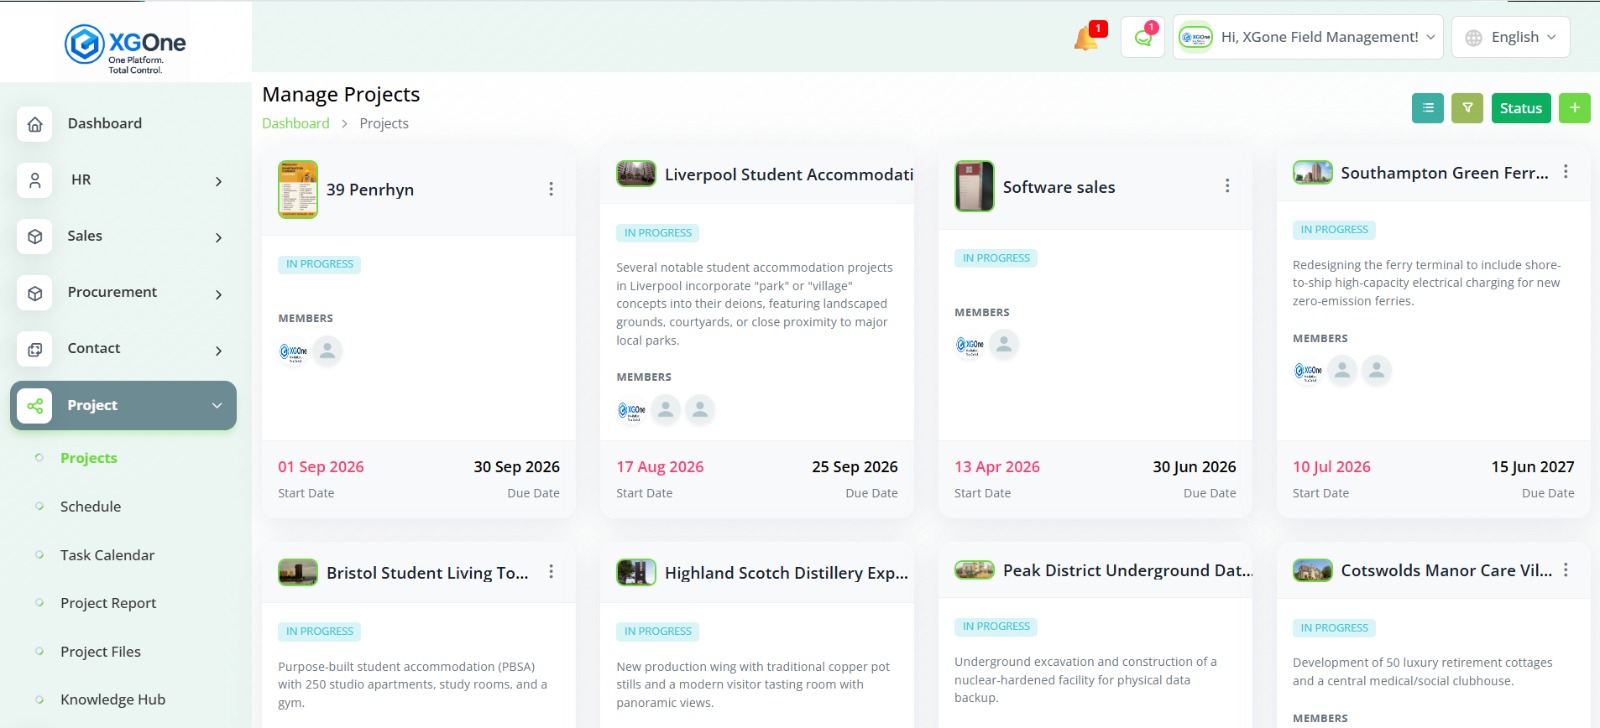 XGOne
One Platform.
Total Control.
1
1
Hi, XGone Field Management!
English
Dashboard
HR
Sales
Procurement
Contact
Project
Projects
Schedule
Task Calendar
Project Report
Project Files
Knowledge Hub
Manage Projects
Dashboard > Projects
Status
+
39 Penrhyn
IN PROGRESS
MEMBERS
XGOne
01 Sep 2026
30 Sep 2026
Start Date
Due Date
Liverpool Student Accommodati
IN PROGRESS
Several notable student accommodation projects
in Liverpool incorporate "park" or "village"
concepts into their deions, featuring landscaped
grounds, courtyards, or close proximity to major
local parks.
MEMBERS
XGOne
17 Aug 2026
25 Sep 2026
Start Date
Due Date
Software sales
IN PROGRESS
MEMBERS
XGOne
13 Apr 2026
30 Jun 2026
Start Date
Due Date
Southampton Green Ferr...
IN PROGRESS
Redesigning the ferry terminal to include shore-
to-ship high-capacity electrical charging for new
zero-emission ferries.
MEMBERS
XGOne
10 Jul 2026
15 Jun 2027
Start Date
Due Date
Bristol Student Living To...
IN PROGRESS
Purpose-built student accommodation (PBSA)
with 250 studio apartments, study rooms, and a
gym.
Highland Scotch Distillery Exp...
IN PROGRESS
New production wing with traditional copper pot
stills and a modern visitor tasting room with
panoramic views.
Peak District Underground Dat...
IN PROGRESS
Underground excavation and construction of a
nuclear-hardened facility for physical data
backup.
Cotswolds Manor Care Vil...
IN PROGRESS
Development of 50 luxury retirement cottages
and a central medical/social clubhouse.
MEMBERS